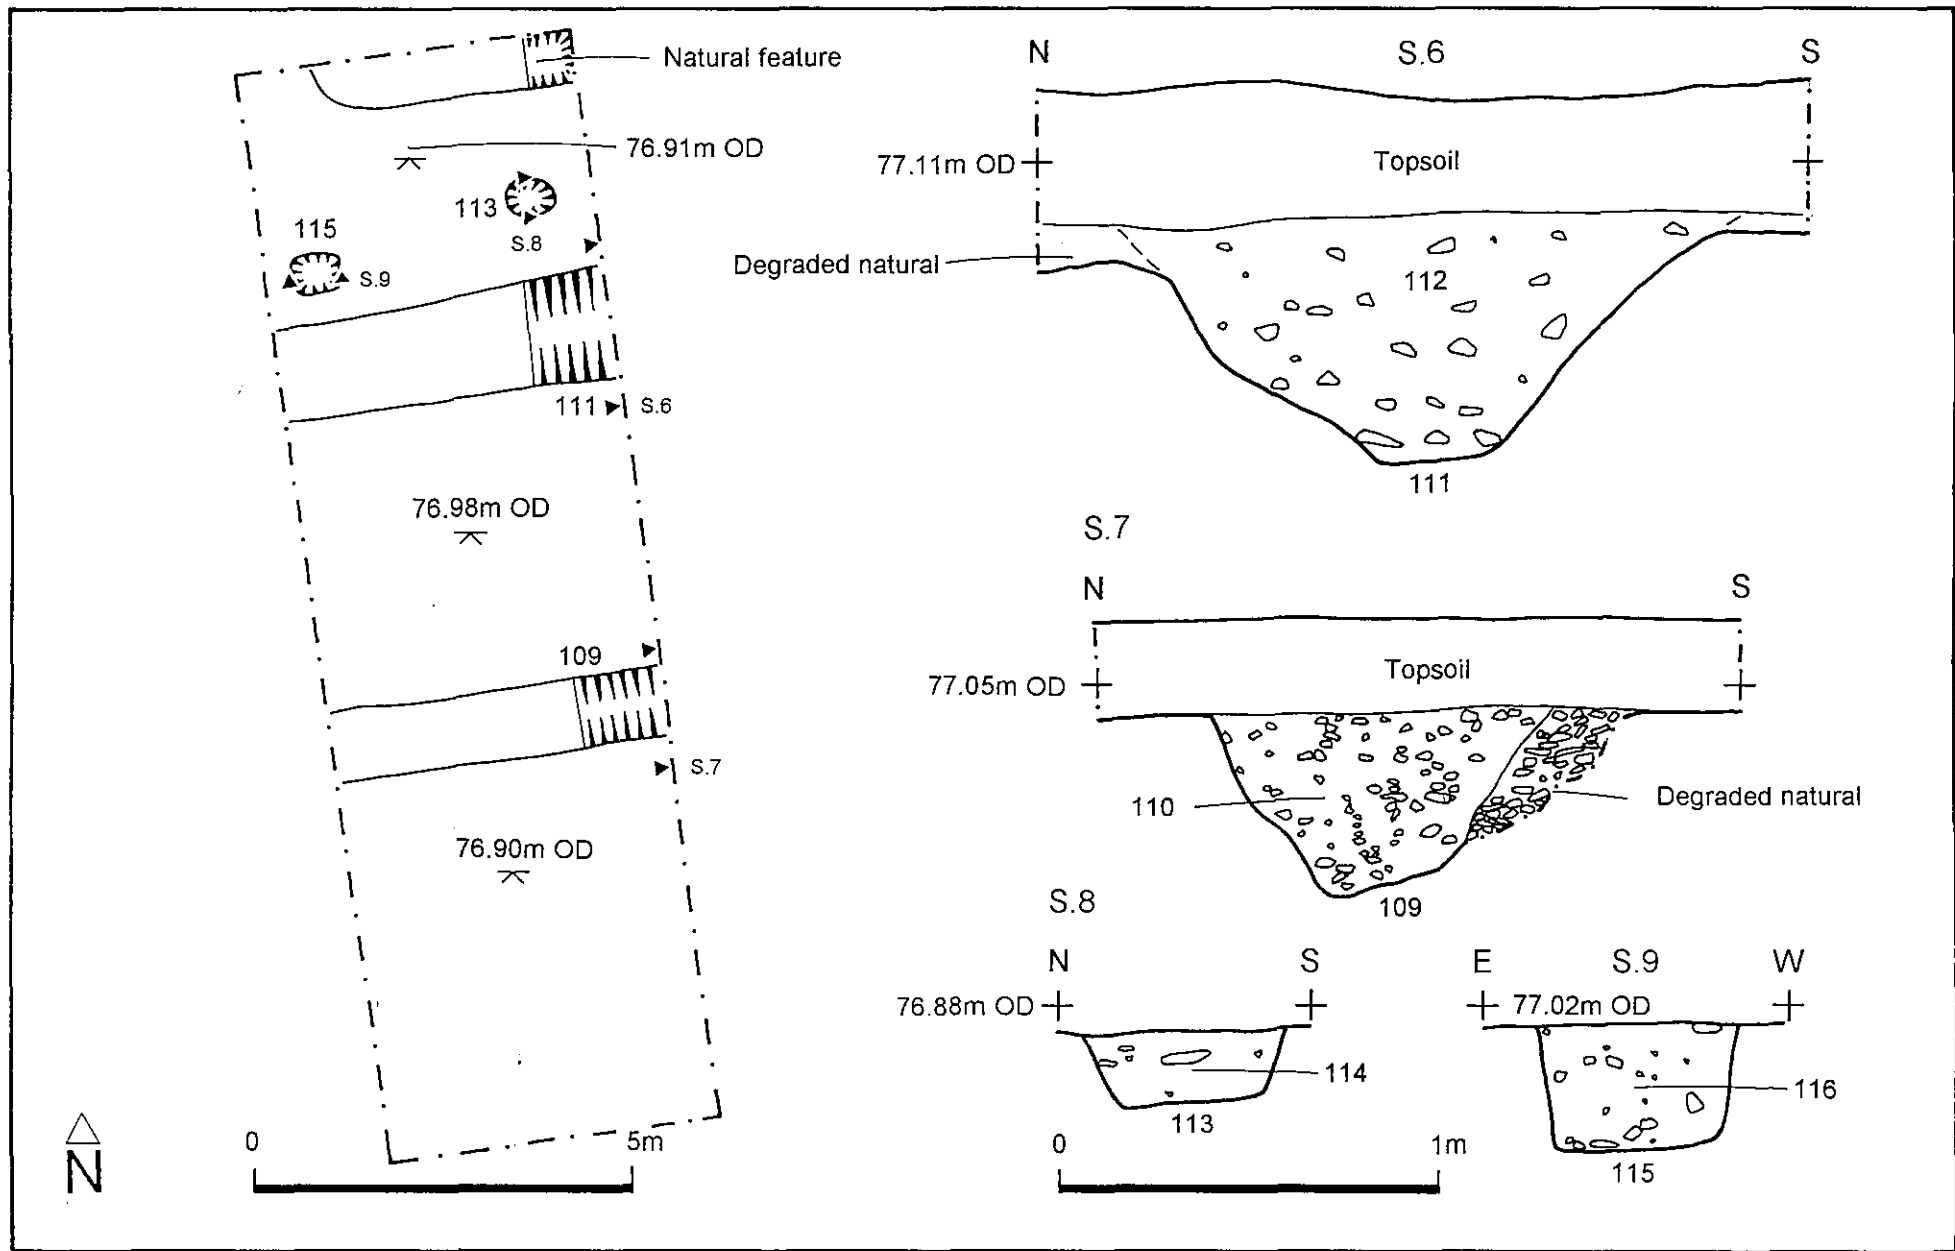 Natural feature
76.91m OD
113
115
S.8
S.9
111
S.6
76.98m OD
109
S.7
76.90m OD
N
0 5m
N S.6 S
77.11m OD
Topsoil
Degraded natural
112
111
S.7
N S
77.05m OD
Topsoil
110
Degraded natural
109
S.8
N S
76.88m OD
114
113
E S.9 W
77.02m OD
116
115
0 1m